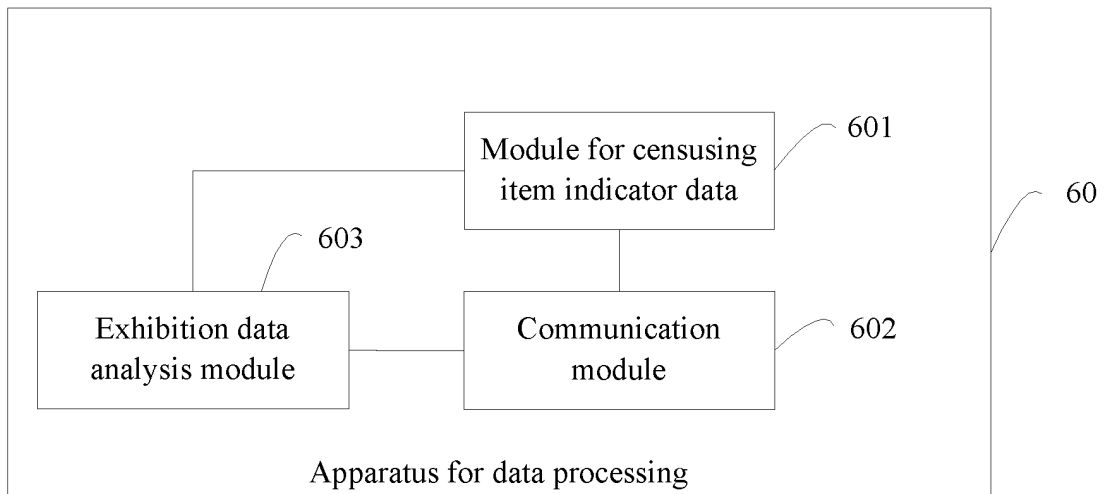 Module for censusing
item indicator data
601
60
603
Exhibition data
analysis module
Communication
module
602
Apparatus for data processing